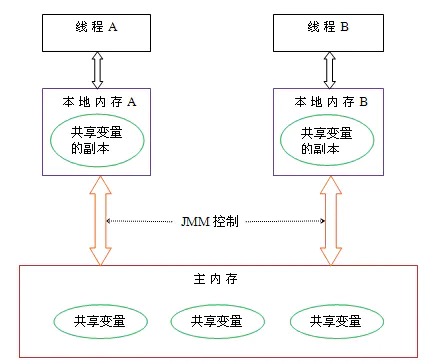 线程 A
线程 B
本地内存 A
本地内存 B
共享变量
的副本
共享变量
的副本
JMM 控制
主内存
共享变量
共享变量
共享变量